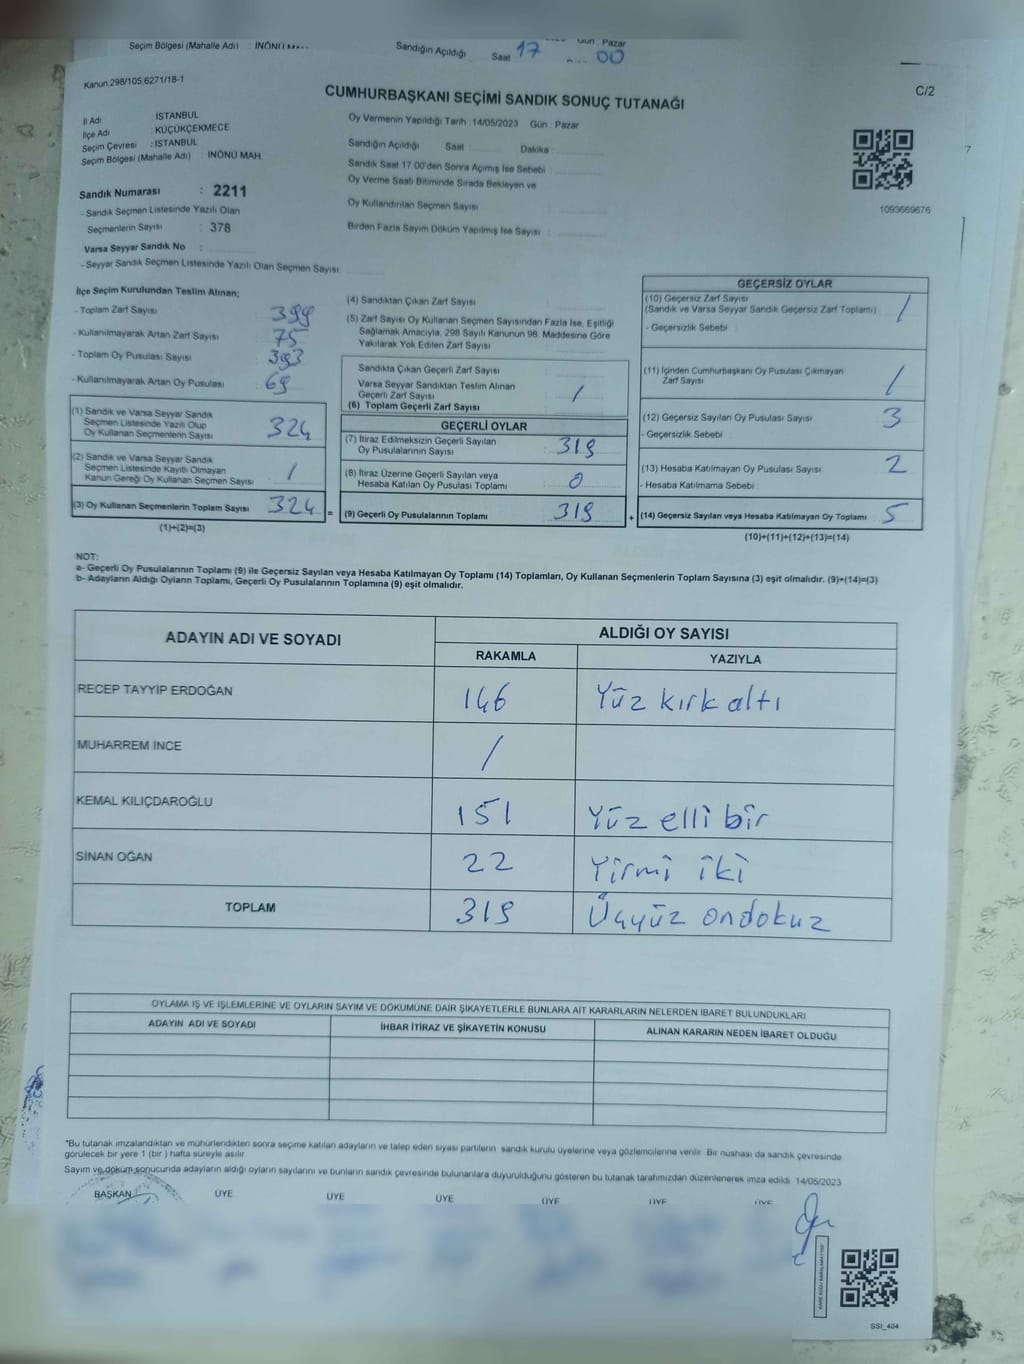 Seçim Bölgesi (Mahalle Adı) : İNÖNÜ
Sandığın Açıldığı Saat 17 00
Gün Pazar
Kanun:298/105,6271/18-1
CUMHURBAŞKANI SEÇİMİ SANDIK SONUÇ TUTANAĞI
C/2
İl Adı İSTANBUL
İlçe Adı KÜÇÜKÇEKMECE
Seçim Çevresi : İSTANBUL
Seçim Bölgesi (Mahalle Adı) : İNÖNÜ MAH.
Sandık Numarası : 2211
- Sandık Seçmen Listesinde Yazılı Olan
Seçmenlerin Sayısı : 378
Varsa Seyyar Sandık No :
- Seyyar Sandık Seçmen Listesinde Yazılı Olan Seçmen Sayısı
Oy Vermenin Yapıldığı Tarih : 14/05/2023 Gün : Pazar
Sandığın Açıldığı Saat Dakika
Sandık Saat 17.00'den Sonra Açımış İse Sebebi
Oy Verme Saati Bitiminde Sırada Bekleyen ve
Oy Kullandırılan Seçmen Sayısı
Birden Fazla Sayım Döküm Yapılmış İse Sayısı :
1093669676
İlçe Seçim Kurulundan Teslim Alınan;
- Toplam Zarf Sayısı 399
- Kullanılmayarak Artan Zarf Sayısı 75
- Toplam Oy Pusulası Sayısı 393
- Kullanılmayarak Artan Oy Pusulası 69
(1) Sandık ve Varsa Seyyar Sandık
Seçmen Listesinde Yazılı Olup
Oy Kullanan Seçmenlerin Sayısı 324
(2) Sandık ve Varsa Seyyar Sandık
Seçmen Listesinde Kayıtlı Olmayan
Kanun Gereği Oy Kullanan Seçmen Sayısı /
(3) Oy Kullanan Seçmenlerin Toplam Sayısı 324 =
(1)+(2)=(3)
(4) Sandıktan Çıkan Zarf Sayısı
(5) Zarf Sayısı Oy Kullanan Seçmen Sayısından Fazla İse, Eşitliği
Sağlamak Amacıyla, 298 Sayılı Kanunun 98. Maddesine Göre
Yakılarak Yok Edilen Zarf Sayısı
Sandıkta Çıkan Geçerli Zarf Sayısı
Varsa Seyyar Sandıktan Teslim Alınan
Geçerli Zarf Sayısı /
(6) Toplam Geçerli Zarf Sayısı
GEÇERLİ OYLAR
(7) İtiraz Edilmeksizin Geçerli Sayılan
Oy Pusulalarının Sayısı 319
(8) İtiraz Üzerine Geçerli Sayılan veya
Hesaba Katılan Oy Pusulası Toplamı 0
(9) Geçerli Oy Pusulalarının Toplamı 319 +
GEÇERSİZ OYLAR
(10) Geçersiz Zarf Sayısı
(Sandık ve Varsa Seyyar Sandık Geçersiz Zarf Toplamı) /
- Geçersizlik Sebebi
(11) İçinden Cumhurbaşkanı Oy Pusulası Çıkmayan
Zarf Sayısı /
(12) Geçersiz Sayılan Oy Pusulası Sayısı 3
- Geçersizlik Sebebi
(13) Hesaba Katılmayan Oy Pusulası Sayısı 2
- Hesaba Katılmama Sebebi
(14) Geçersiz Sayılan veya Hesaba Katılmayan Oy Toplamı 5
(10)+(11)+(12)+(13)=(14)
NOT:
a- Geçerli Oy Pusulalarının Toplamı (9) ile Geçersiz Sayılan veya Hesaba Katılmayan Oy Toplamı (14) Toplamları, Oy Kullanan Seçmenlerin Toplam Sayısına (3) eşit olmalıdır. (9)+(14)=(3)
b- Adayların Aldığı Oyların Toplamı, Geçerli Oy Pusulalarının Toplamına (9) eşit olmalıdır.
ADAYIN ADI VE SOYADI
ALDIĞI OY SAYISI
RAKAMLA YAZIYLA
RECEP TAYYİP ERDOĞAN 146 Yüz kırk altı
MUHARREM İNCE /
KEMAL KILIÇDAROĞLU 151 Yüz elli bir
SİNAN OĞAN 22 Yirmi iki
TOPLAM 319 Üçyüz ondokuz
OYLAMA İŞ VE İŞLEMLERİNE VE OYLARIN SAYIM VE DÖKÜMÜNE DAİR ŞİKAYETLERLE BUNLARA AİT KARARLARIN NELERDEN İBARET BULUNDUKLARI
ADAYIN ADI VE SOYADI İHBAR İTİRAZ VE ŞİKAYETİN KONUSU ALINAN KARARIN NEDEN İBARET OLDUĞU
*Bu tutanak imzalandıktan ve mühürlendikten sonra seçime katılan adayların ve talep eden siyasi partilerin sandık kurulu üyelerine veya gözlemcilerine verilir. Bir nüshası da sandık çevresinde
görülecek bir yere 1 (bir ) hafta süreyle asılır.
Sayım ve döküm sonucunda adayların aldığı oyların sayılarını ve bunların sandık çevresinde bulunanlara duyurulduğunu gösteren bu tutanak tarafımızdan düzenlenerek imza edildi. 14/05/2023
BAŞKAN ÜYE ÜYE ÜYE ÜYE ÜYE ÜYE
SSI_404